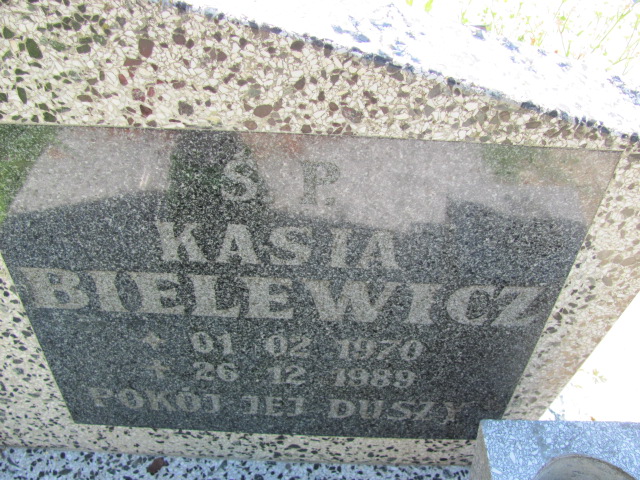 Ś P.
KASIA
BIELEWICZ
* 01 02 1970
† 26 12 1989
POKÓJ JEJ DUSZY